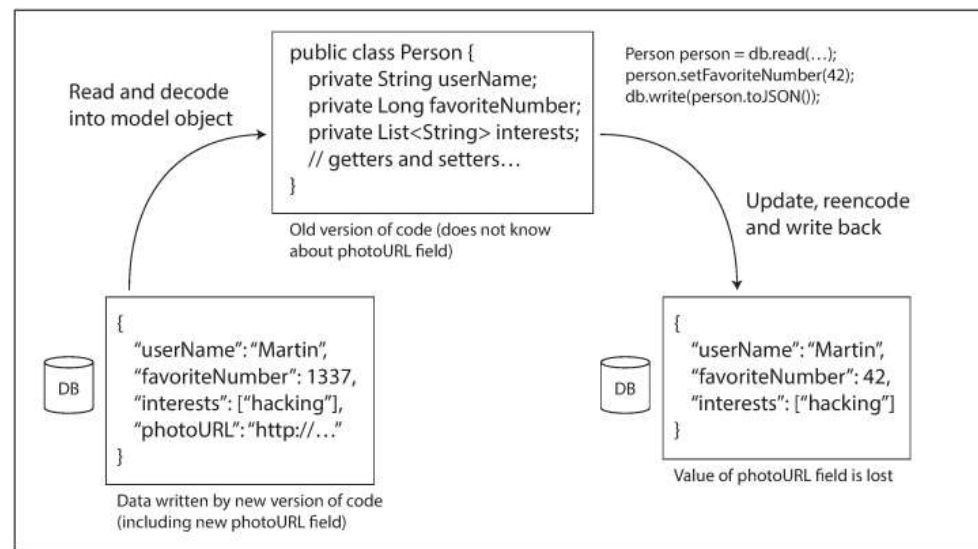 public class Person {
private String userName;
private Long favoriteNumber;
private List<String> interests;
// getters and setters…
}
Person person = db.read(…);
person.setFavoriteNumber(42);
db.write(person.toJSON());
Read and decode
into model object
Old version of code (does not know
about photoURL field)
Update, reencode
and write back
DB
{
“userName”: “Martin”,
“favoriteNumber”: 1337,
“interests”: [“hacking”],
“photoURL”: “http://…”
}
Data written by new version of code
(including new photoURL field)
DB
{
“userName”: “Martin”,
“favoriteNumber”: 42,
“interests”: [“hacking”]
}
Value of photoURL field is lost